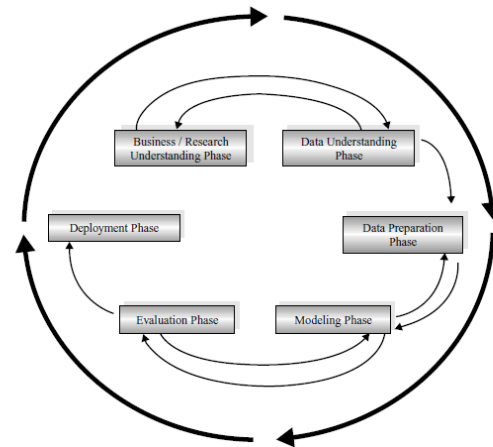 Business / Research
Understanding Phase
Data Understanding
Phase
Deployment Phase
Data Preparation
Phase
Evaluation Phase
Modeling Phase